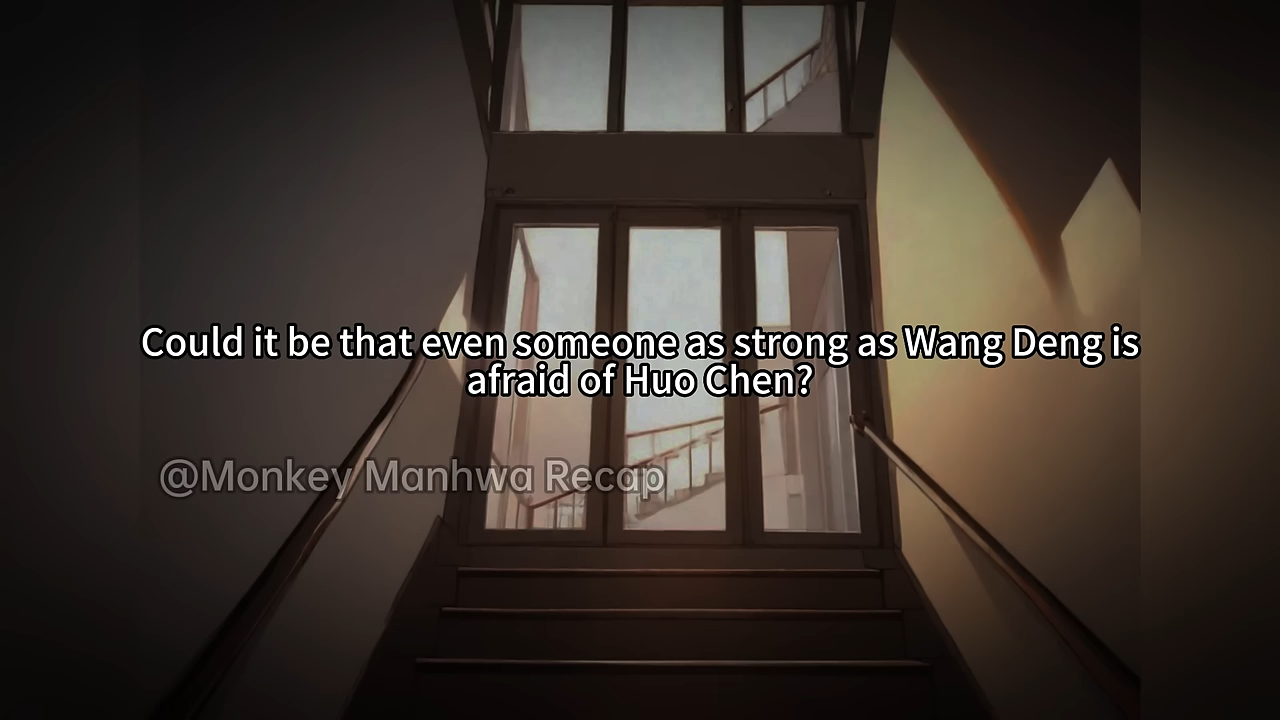 Could it be that even someone as strong as Wang Deng is
afraid of Huo Chen?
@Monkey Manhwa Recap